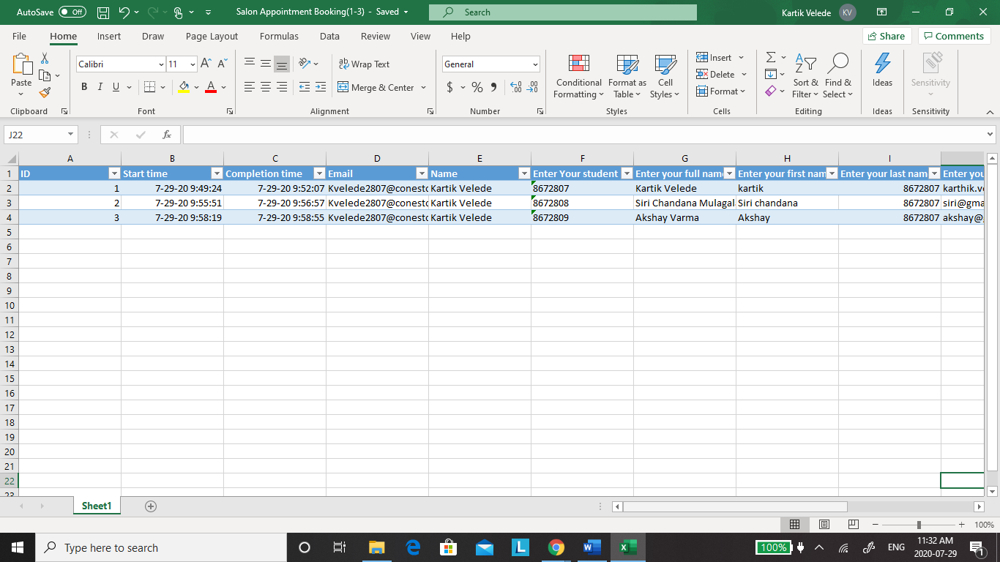 AutoSave Off Salon Appointment Booking(1-3) - Saved Search Kartik Velede KV
File Home Insert Draw Page Layout Formulas Data Review View Help Share Comments
Paste Calibri 11 Wrap Text General Conditional Formatting Format as Table Cell Styles Insert Sort & Filter Find & Select Ideas Sensitivity
B I U Merge & Center $ % Delete
Format
Clipboard Font Alignment Number Styles Cells Editing Ideas Sensitivity
J22 fx
A B C D E F G H I
1 ID Start time Completion time Email Name Enter Your student Enter your full nam Enter your first nam Enter your last nam Enter you
2 1 7-29-20 9:49:24 7-29-20 9:52:07 Kvelede2807@conesto Kartik Velede 8672807 Kartik Velede kartik 8672807 karthik.v
3 2 7-29-20 9:55:51 7-29-20 9:56:57 Kvelede2807@conesto Kartik Velede 8672808 Siri Chandana Mulagal Siri chandana 8672807 siri@gma
4 3 7-29-20 9:58:19 7-29-20 9:58:55 Kvelede2807@conesto Kartik Velede 8672809 Akshay Varma Akshay 8672807 akshay@
5
6
7
8
9
10
11
12
13
14
15
16
17
18
19
20
21
22
23
Sheet1
100%
Type here to search 100% ENG 11:32 AM
2020-07-29 1